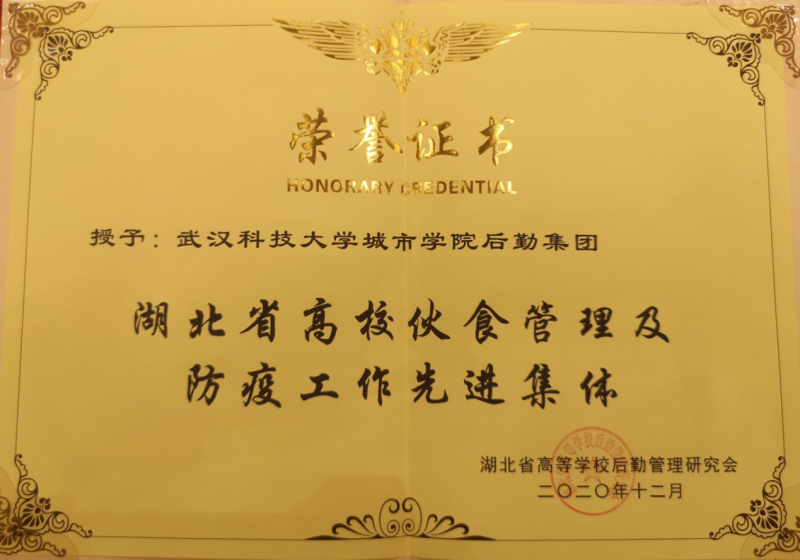 荣誉证书
HONORARY CREDENTIAL
授予：武汉科技大学城市学院后勤集团
湖北省高校伙食管理及
防疫工作先进集体
湖北省高等学校后勤管理研究会
二〇二〇年十二月